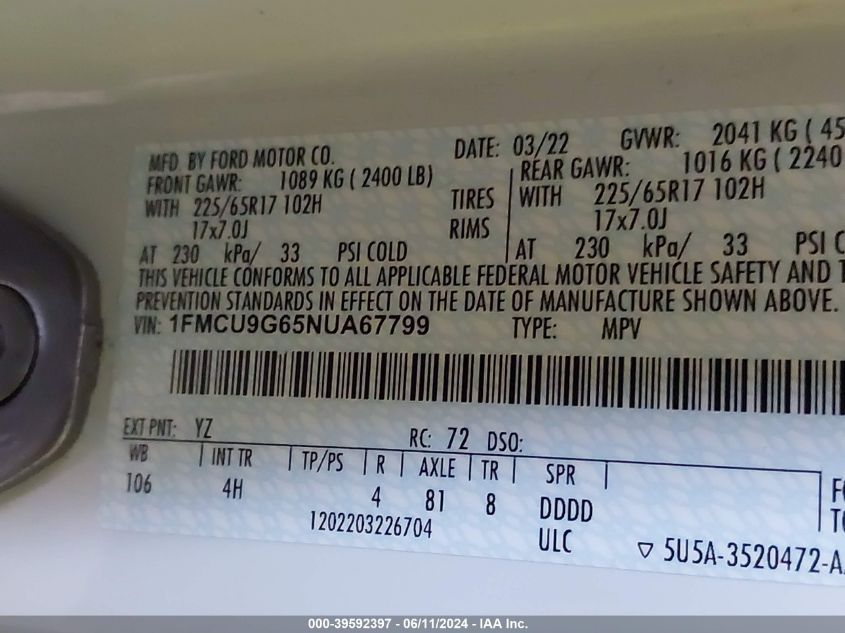 MFD. BY FORD MOTOR CO. DATE: 03/22 GVWR: 2041 KG ( 45
FRONT GAWR: 1089 KG ( 2400 LB) REAR GAWR: 1016 KG ( 2240
WITH 225/65R17 102H TIRES WITH 225/65R17 102H
17x7.0J RIMS 17x7.0J
AT 230 kPa/ 33 PSI COLD AT 230 kPa/ 33 PSI C
THIS VEHICLE CONFORMS TO ALL APPLICABLE FEDERAL MOTOR VEHICLE SAFETY AND
PREVENTION STANDARDS IN EFFECT ON THE DATE OF MANUFACTURE SHOWN ABOVE.
VIN: 1FMCU9G65NUA67799 TYPE: MPV
EXT PNT: YZ RC: 72 DSO:
WB INT TR TP/PS R AXLE TR SPR
106 4H 4 81 8 DDDD
1202203226704 ULC
5U5A-3520472-A
000-39592397 - 06/11/2024 - IAA Inc.